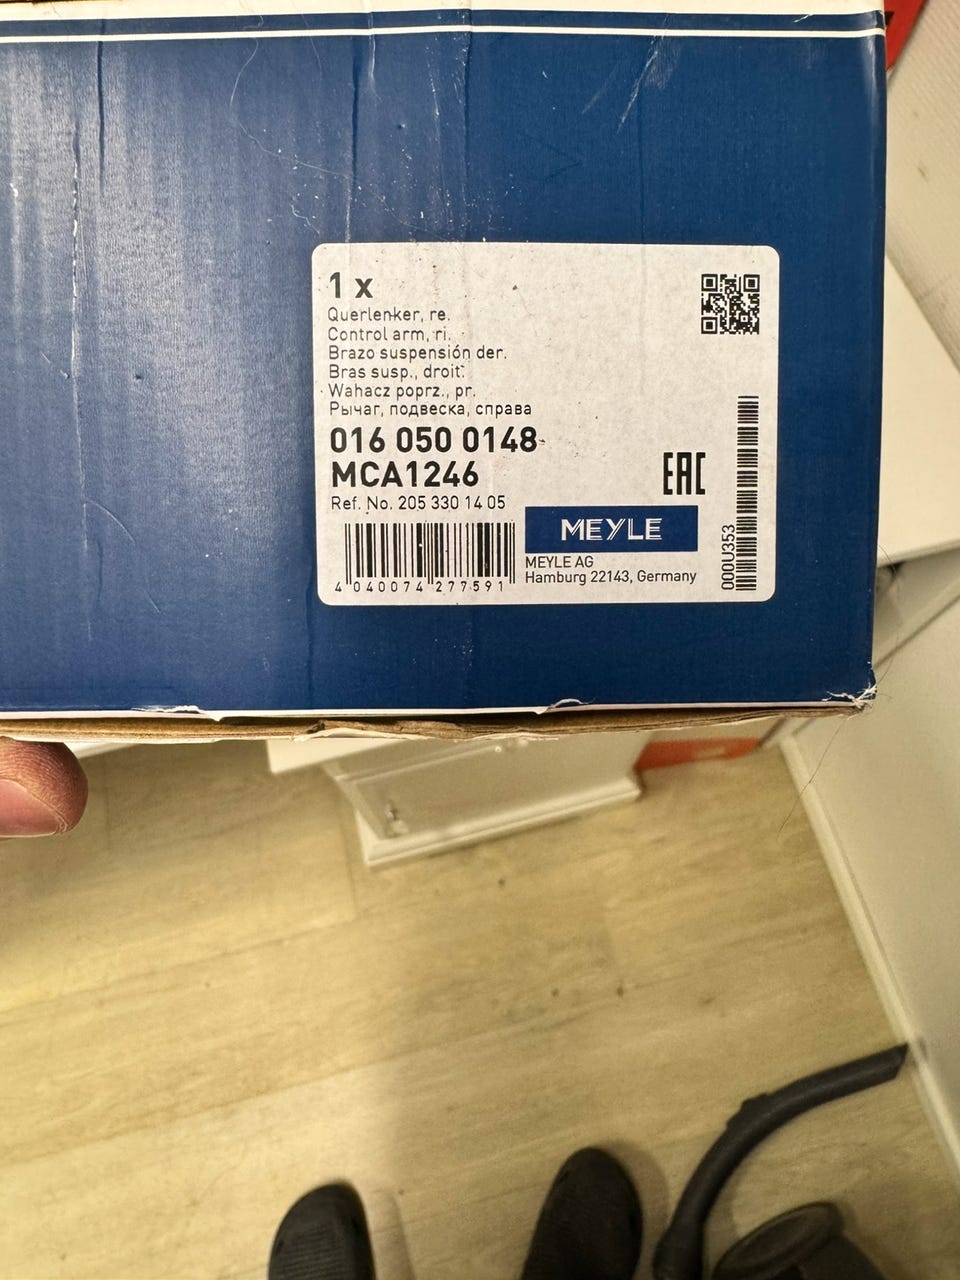 1 x
Querlenker, re.
Control arm, ri.
Brazo suspensión der.
Bras susp., droit.
Wahacz poprz., pr.
Рычаг, подвеска, справа
016 050 0148
MCA1246
Ref. No. 205 330 14 05
EAC
MEYLE
MEYLE AG
Hamburg 22143, Germany
4 040074 277591
000U353